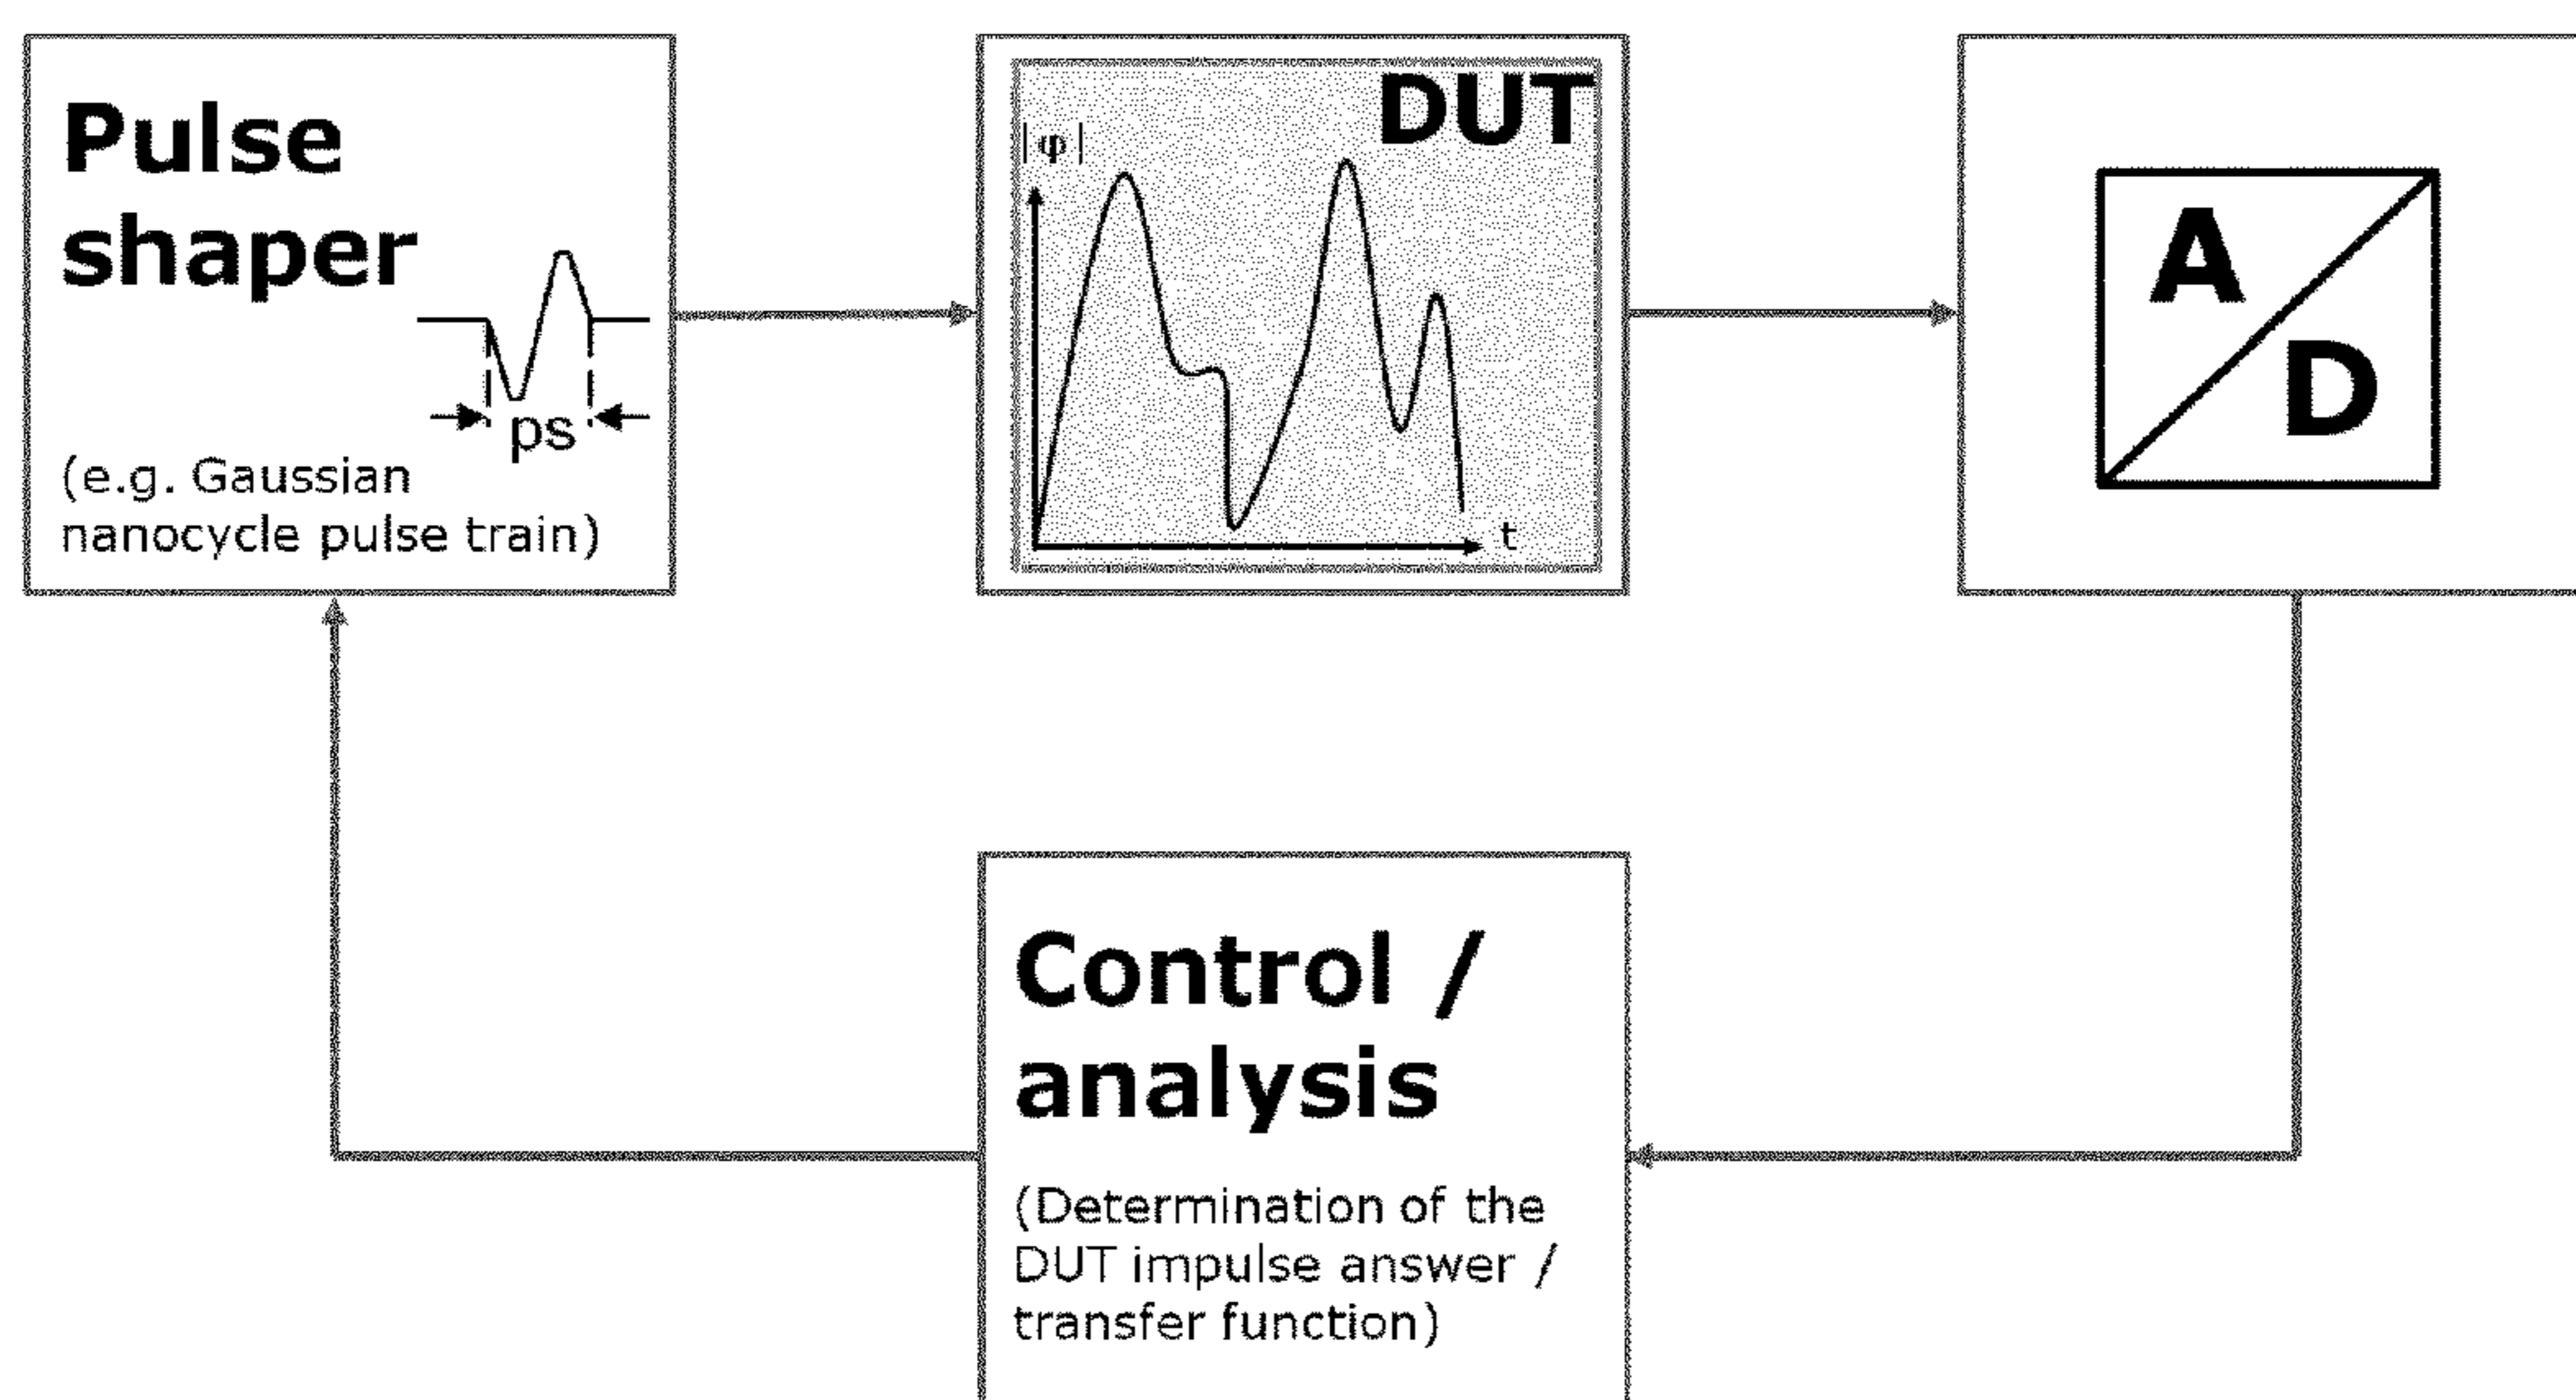 Pulse
shaper
ps
(e.g. Gaussian
nanocycle pulse train)
DUT
|φ|
t
A
D
Control /
analysis
(Determination of the
DUT impulse answer /
transfer function)